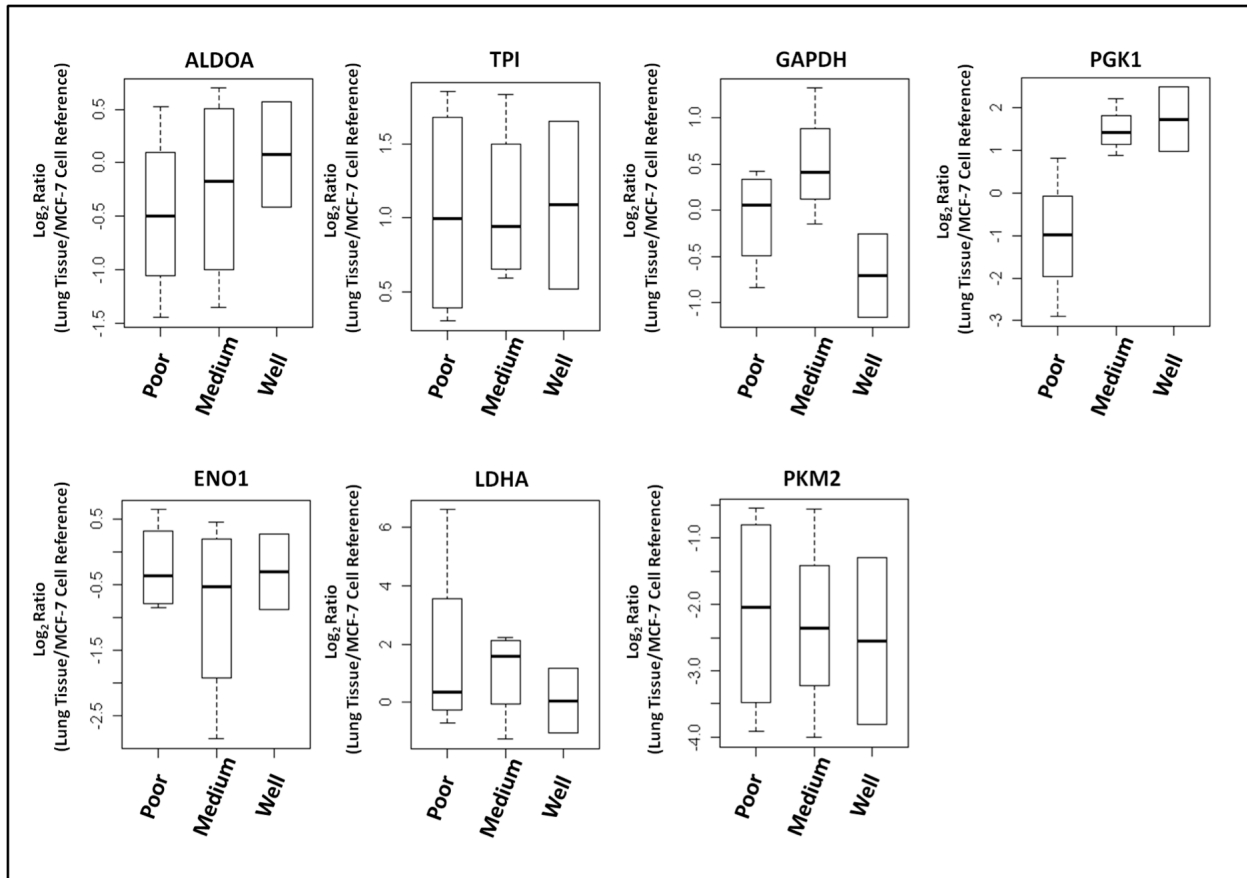 ALDOA
Log₂ Ratio
(Lung Tissue/MCF-7 Cell Reference)
0.5
0.0
-0.5
-1.0
-1.5
Poor
Medium
Well
TPI
Log₂ Ratio
(Lung Tissue/MCF-7 Cell Reference)
1.5
1.0
0.5
Poor
Medium
Well
GAPDH
Log₂ Ratio
(Lung Tissue/MCF-7 Cell Reference)
1.0
0.5
0.0
-0.5
-1.0
Poor
Medium
Well
PGK1
Log₂ Ratio
(Lung Tissue/MCF-7 Cell Reference)
2
1
0
-1
-2
-3
Poor
Medium
Well
ENO1
Log₂ Ratio
(Lung Tissue/MCF-7 Cell Reference)
0.5
-0.5
-1.5
-2.5
Poor
Medium
Well
LDHA
Log₂ Ratio
(Lung Tissue/MCF-7 Cell Reference)
6
4
2
0
Poor
Medium
Well
PKM2
Log₂ Ratio
(Lung Tissue/MCF-7 Cell Reference)
-1.0
-2.0
-3.0
-4.0
Poor
Medium
Well